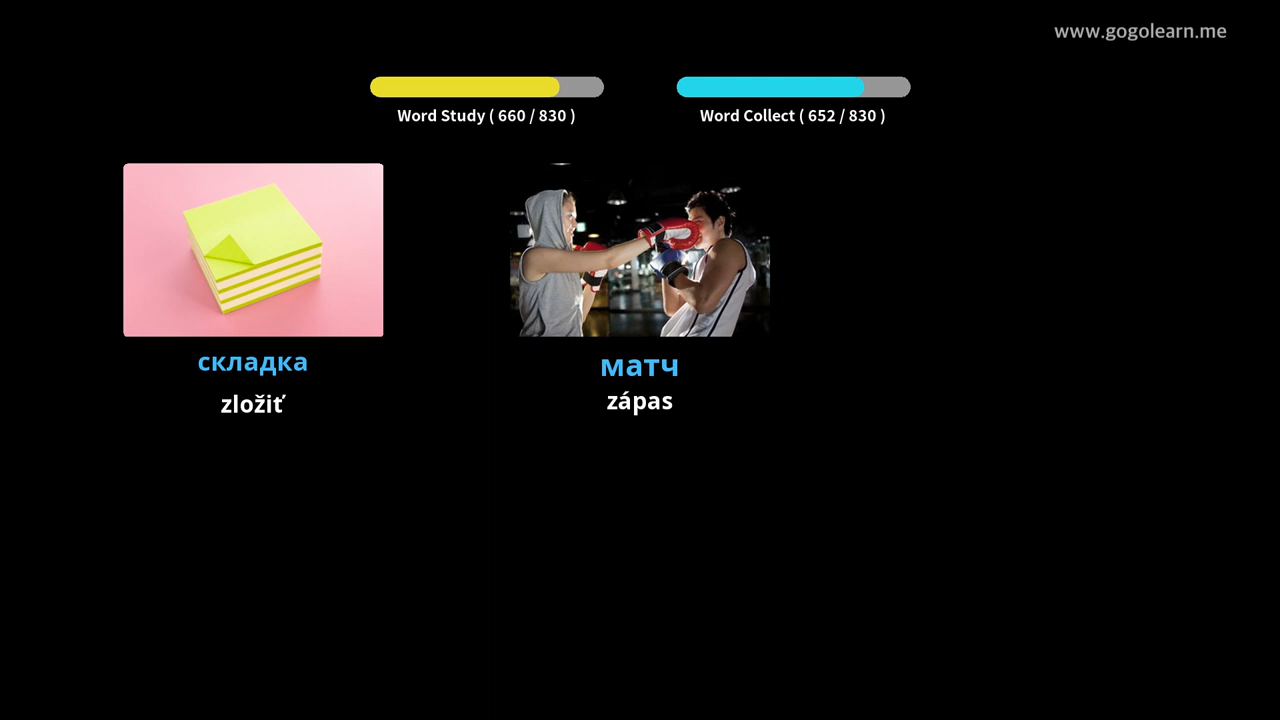 www.gogolearn.me
Word Study ( 660 / 830 )
Word Collect ( 652 / 830 )
складка
zložiť
матч
zápas